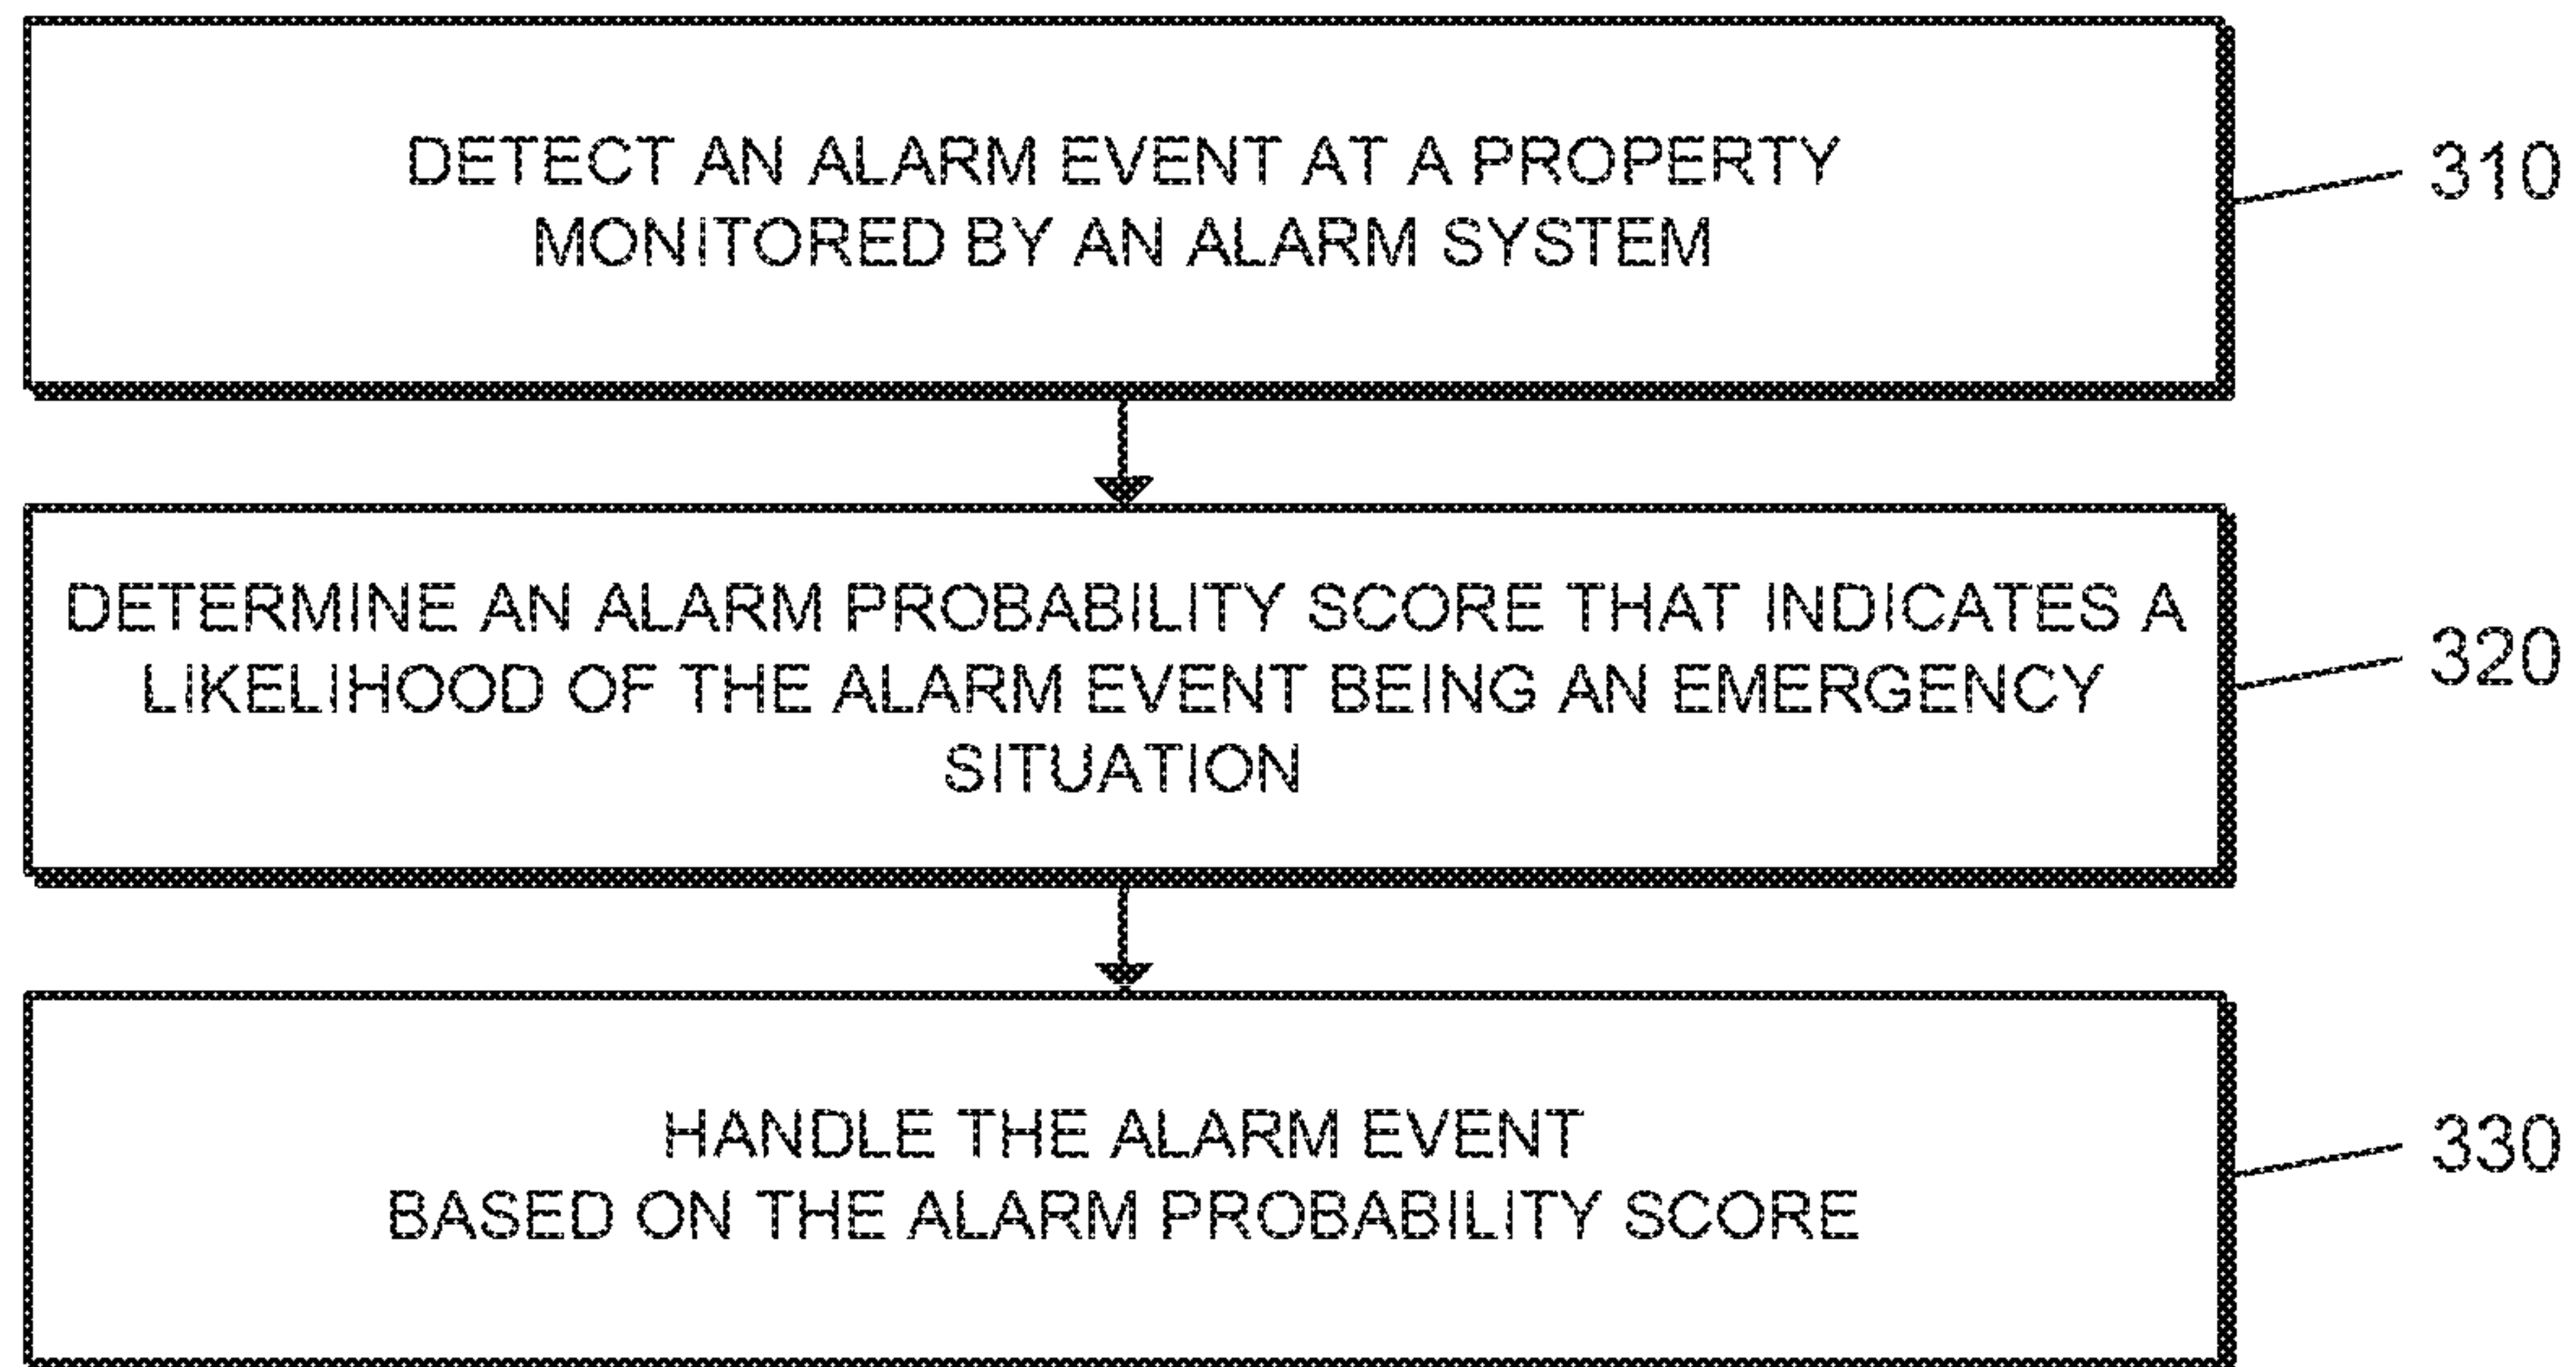 DETECT AN ALARM EVENT AT A PROPERTY
MONITORED BY AN ALARM SYSTEM
310
DETERMINE AN ALARM PROBABILITY SCORE THAT INDICATES A
LIKELIHOOD OF THE ALARM EVENT BEING AN EMERGENCY
SITUATION
320
HANDLE THE ALARM EVENT
BASED ON THE ALARM PROBABILITY SCORE
330